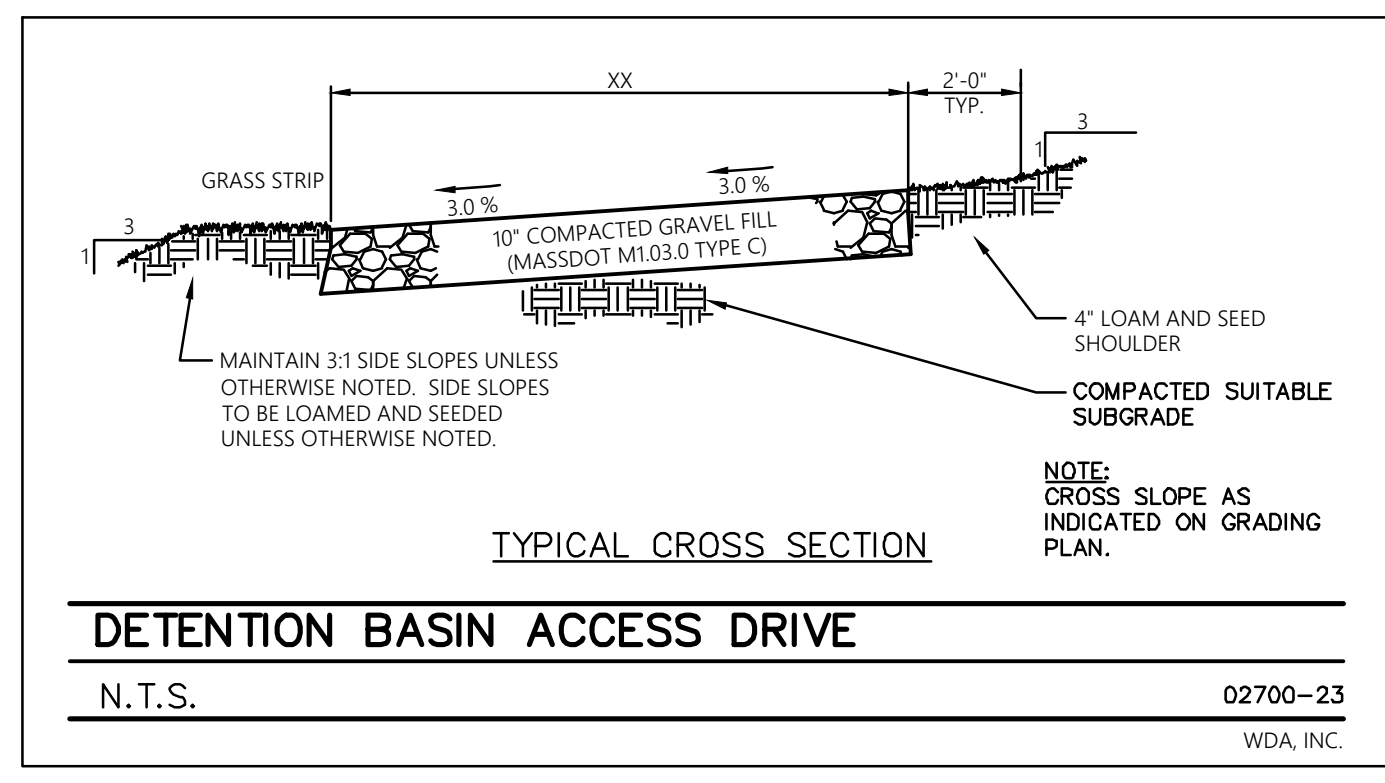 XX
2'-0"
TYP.
3
1
GRASS STRIP
3.0 %
3.0 %
3
1
10" COMPACTED GRAVEL FILL
(MASSDOT M1.03.0 TYPE C)
MAINTAIN 3:1 SIDE SLOPES UNLESS
OTHERWISE NOTED. SIDE SLOPES
TO BE LOAMED AND SEEDED
UNLESS OTHERWISE NOTED.
4" LOAM AND SEED
SHOULDER
COMPACTED SUITABLE
SUBGRADE
NOTE:
CROSS SLOPE AS
INDICATED ON GRADING
PLAN.
TYPICAL CROSS SECTION
DETENTION BASIN ACCESS DRIVE
N.T.S.
02700-23
WDA, INC.